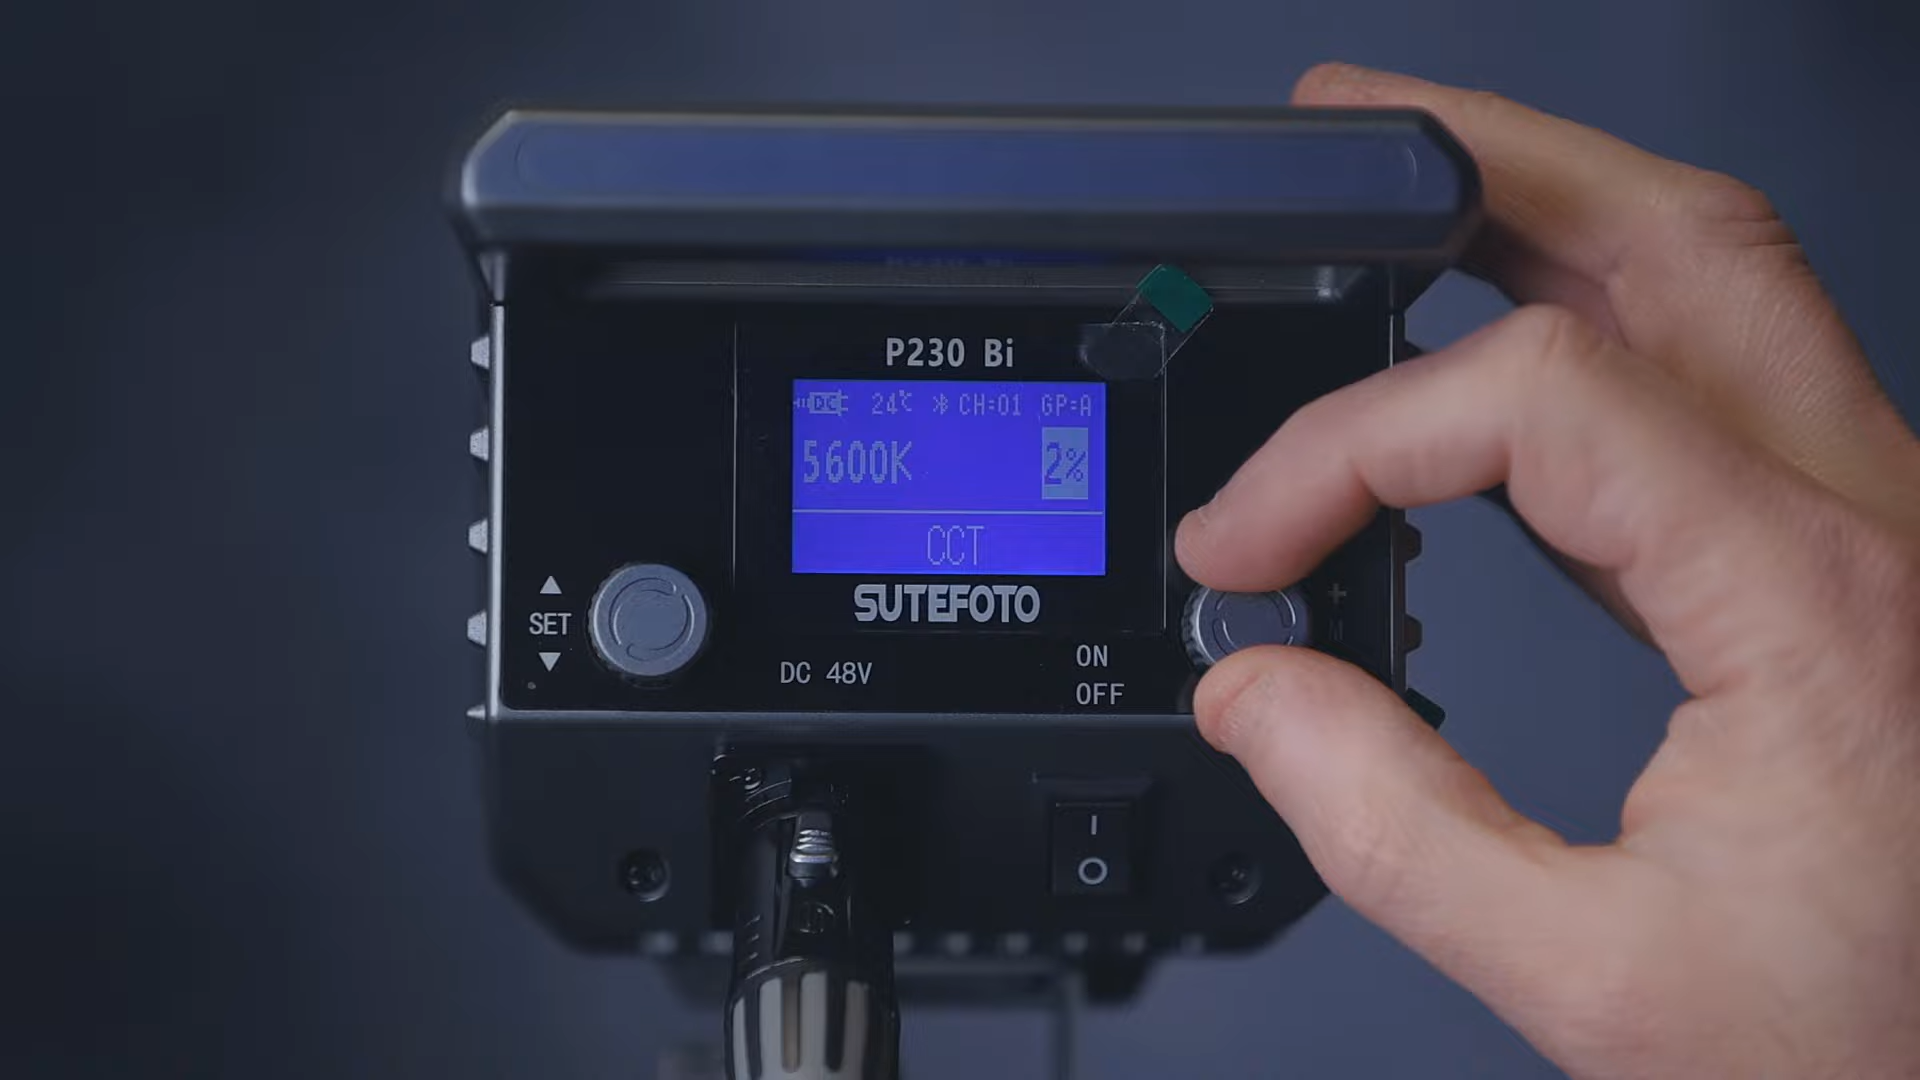 P230 Bi
DC 24℃ CH:01 GP:A
5600K 2%
CCT
SUTEFOTO
SET
DC 48V
ON
OFF
+
M
I
O